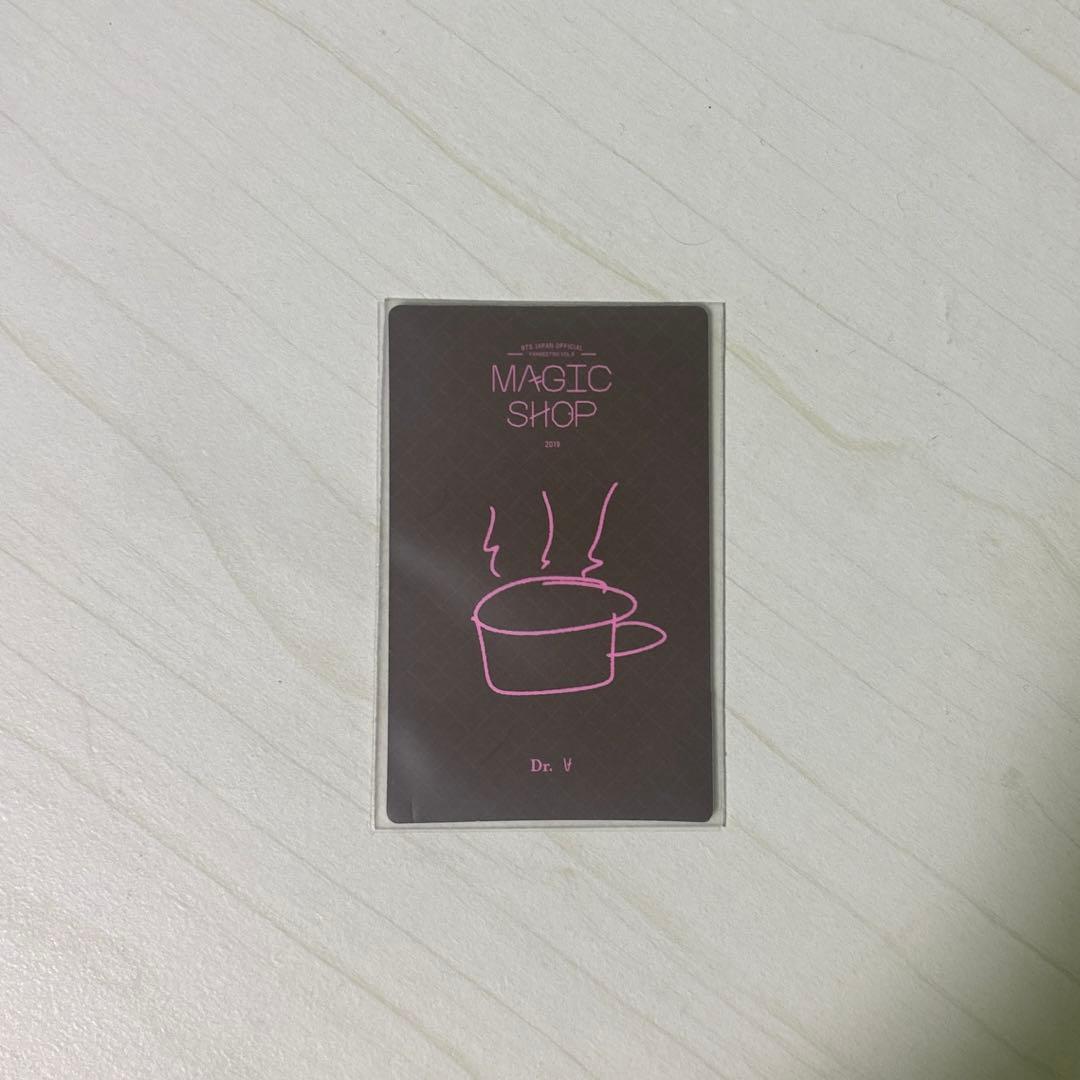 BTS JAPAN OFFICIAL
FANMEETING VOL.5
MAGIC
SHOP
2019
Dr. V